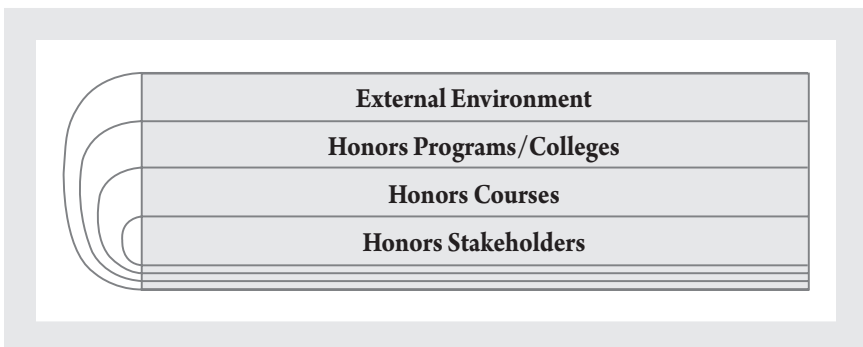 External Environment
Honors Programs/Colleges
Honors Courses
Honors Stakeholders